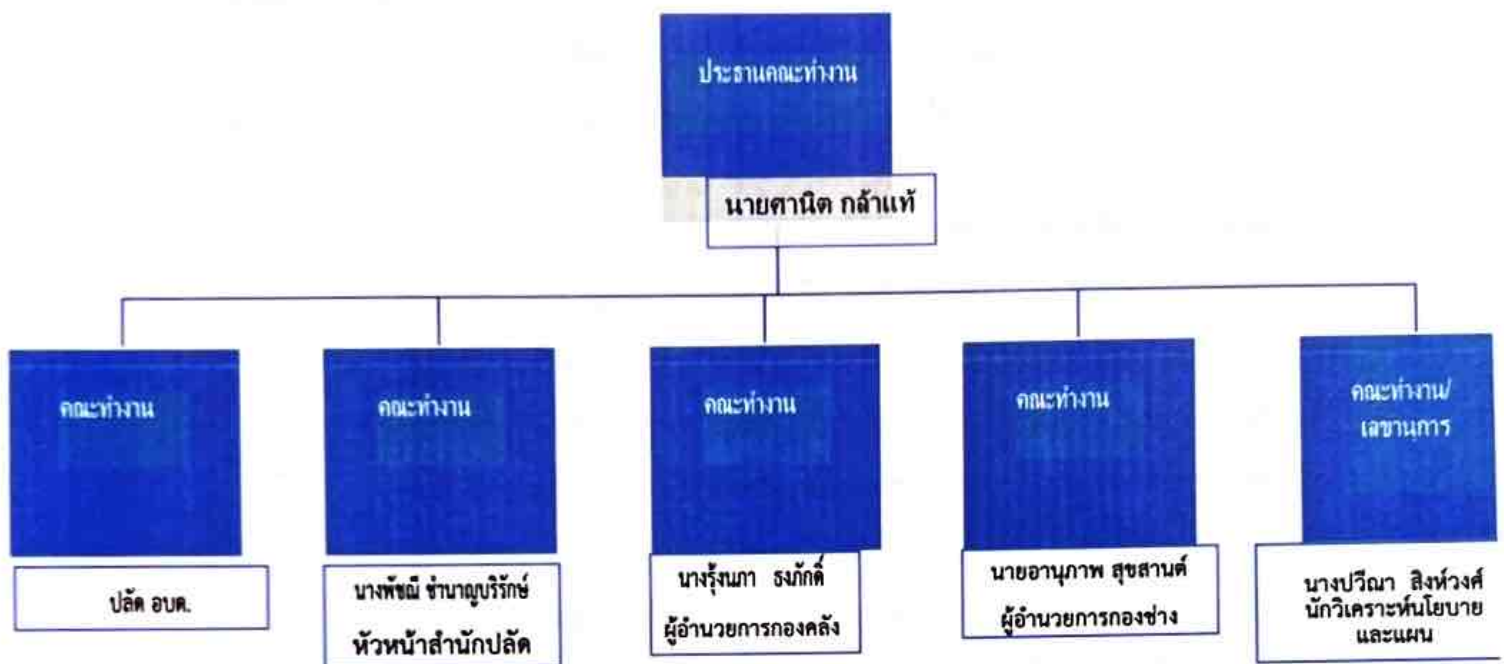 ประธานคณะทำงาน
นายศานิต กล้าแท้
คณะทำงาน
ปลัด อบต.
คณะทำงาน
นางพัชณี ชำนาญบริรักษ์
หัวหน้าสำนักปลัด
คณะทำงาน
นางรุ้งนภา ธงภักดิ์
ผู้อำนวยการกองคลัง
คณะทำงาน
นายอานุภาพ สุขสานต์
ผู้อำนวยการกองช่าง
คณะทำงาน/
เลขานุการ
นางปวีณา สิงห์วงศ์
นักวิเคราะห์นโยบาย
และแผน